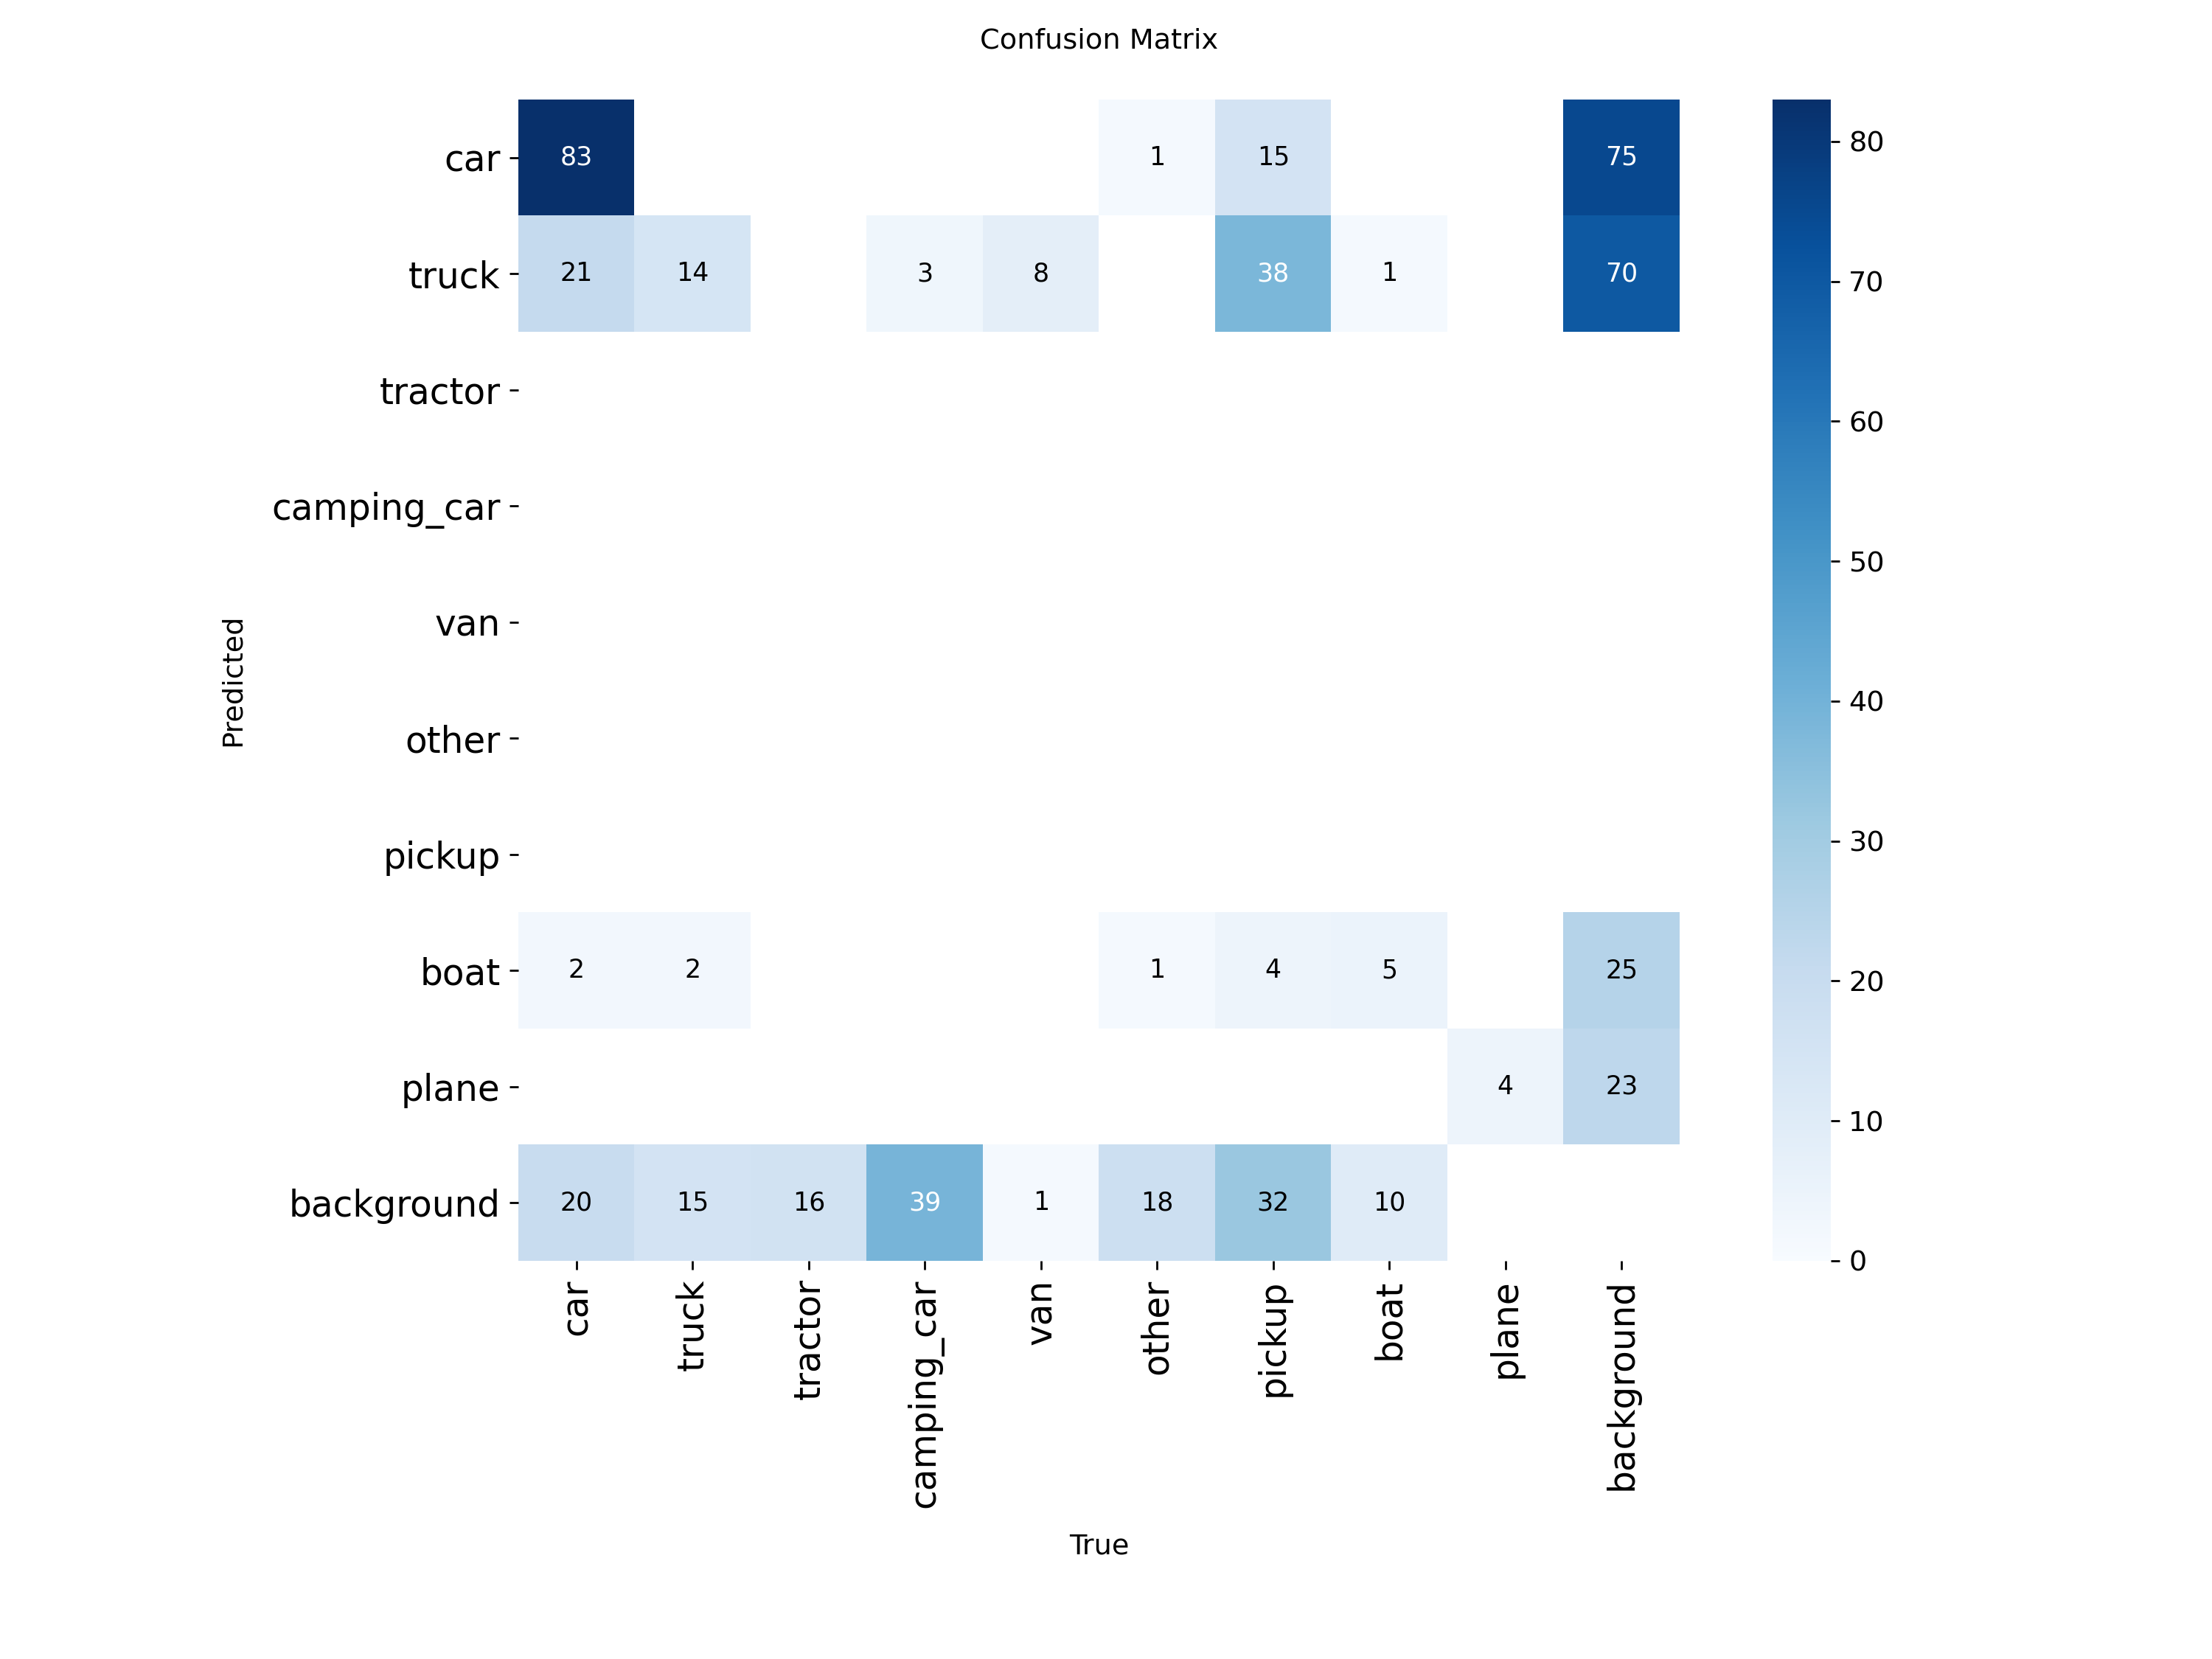 Confusion Matrix
car 83 1 15 75
truck 21 14 3 8 38 1 70
tractor
camping_car
van
other
pickup
boat 2 2 1 4 5 25
plane 4 23
background 20 15 16 39 1 18 32 10
car truck tractor camping_car van other pickup boat plane background
True
Predicted
80
70
60
50
40
30
20
10
0